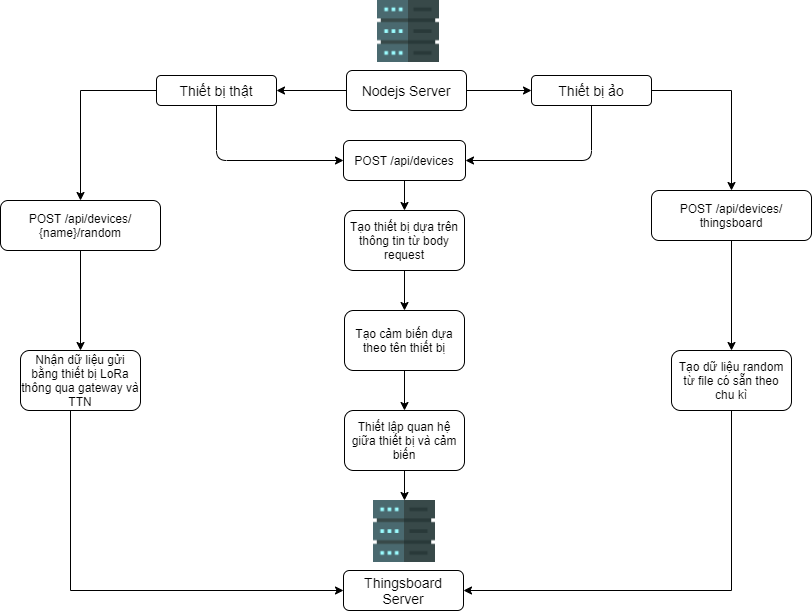 Thiết bị thật
Nodejs Server
Thiết bị ảo
POST /api/devices
POST /api/devices/
{name}/random
POST /api/devices/
thingsboard
Tạo thiết bị dựa trên
thông tin từ body
request
Tạo cảm biến dựa
theo tên thiết bị
Nhận dữ liệu gửi
bằng thiết bị LoRa
thông qua gateway và
TTN
Tạo dữ liệu random
từ file có sẵn theo
chu kì
Thiết lập quan hệ
giữa thiết bị và cảm
biến
Thingsboard
Server